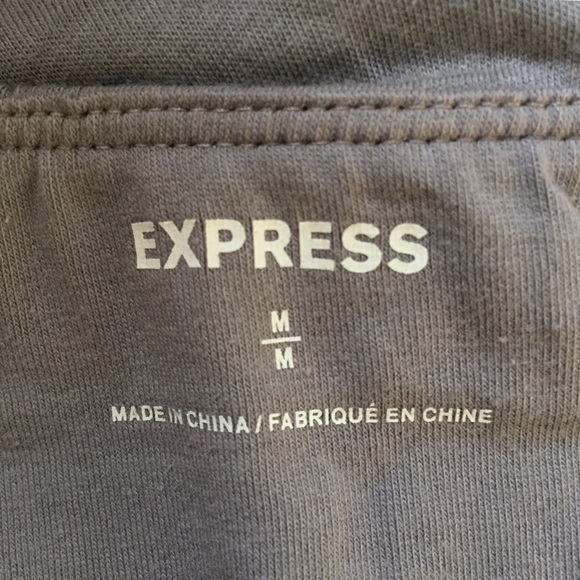 EXPRESS
M
M
MADE IN CHINA / FABRIQUÉ EN CHINE